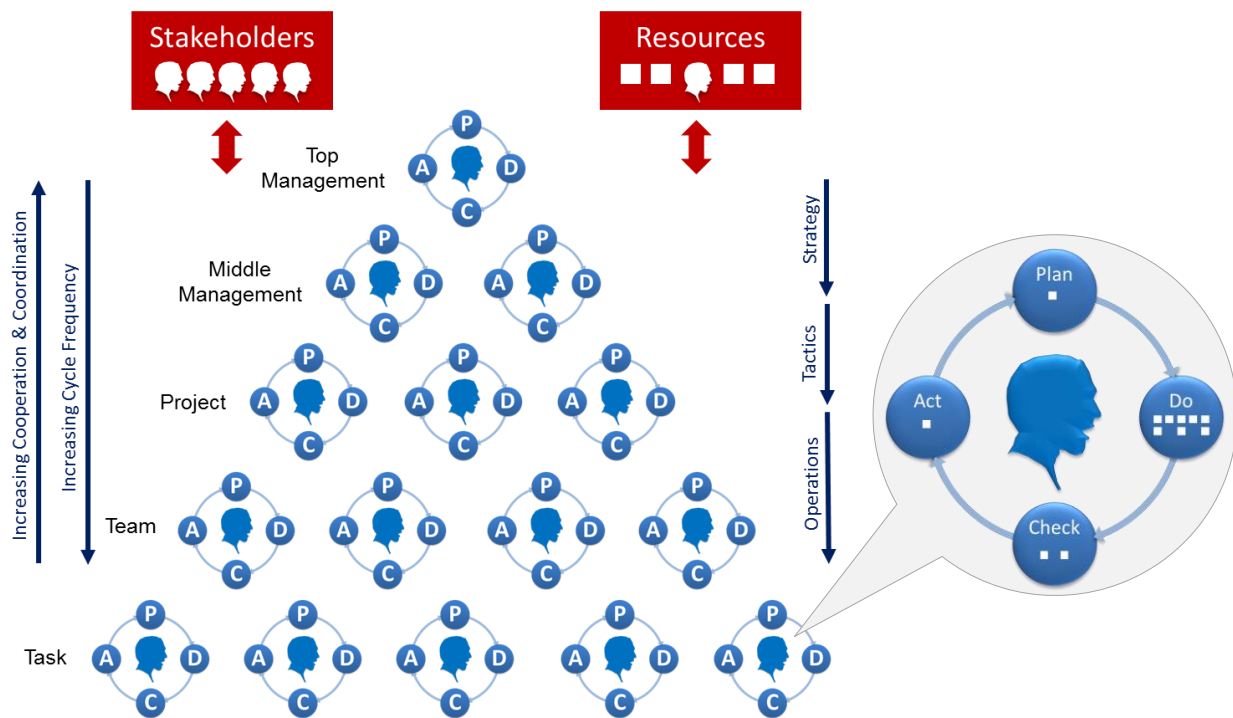 Stakeholders
Resources
Top
Management
P
A
D
C
Middle
Management
P
A
D
C
P
A
D
C
Project
P
A
D
C
P
A
D
C
P
A
D
C
Team
P
A
D
C
P
A
D
C
P
A
D
C
P
A
D
C
Task
P
A
D
C
P
A
D
C
P
A
D
C
P
A
D
C
P
A
D
C
Increasing Cooperation & Coordination
Increasing Cycle Frequency
Strategy
Tactics
Operations
Plan
Act
Do
Check